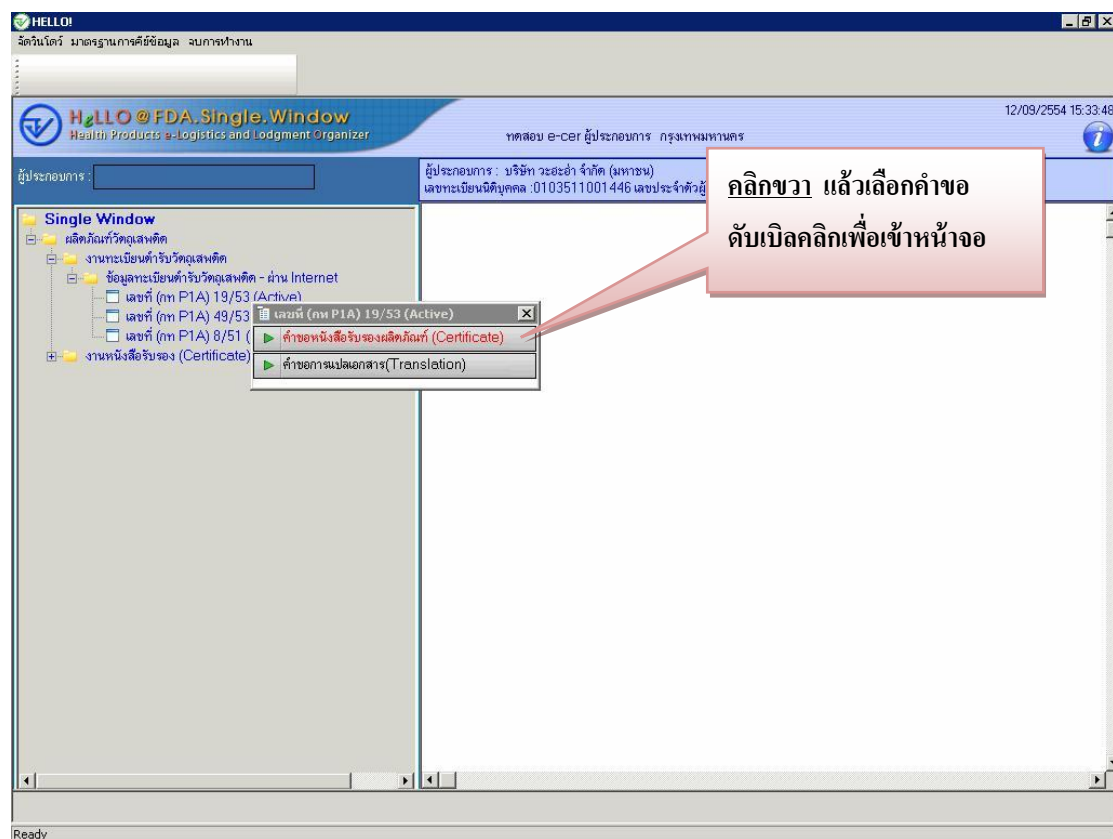 HELLO!
จัดวินโดว์ มาตรฐานการคีย์ข้อมูล จบการทำงาน
HeLLO @ FDA.Single.Window
Health Products e-Logistics and Lodgment Organizer
ทดสอบ e-cer ผู้ประกอบการ กรุงเทพมหานคร
12/09/2554 15:33:48
ผู้ประกอบการ :
ผู้ประกอบการ : บริษัท วะฮะฮ่า จำกัด (มหาชน)
เลขทะเบียนนิติบุคคล :0103511001446 เลขประจำตัวผู้
คลิกขวา แล้วเลือกคำขอ
ดับเบิลคลิกเพื่อเข้าหน้าจอ
Single Window
ผลิตภัณฑ์วัตถุเสพติด
งานทะเบียนตำรับวัตถุเสพติด
ข้อมูลทะเบียนตำรับวัตถุเสพติด - ผ่าน Internet
เลขที่ (กท P1A) 19/53 (Active)
เลขที่ (กท P1A) 49/53
เลขที่ (กท P1A) 8/51 (
งานหนังสือรับรอง (Certificate)
เลขที่ (กท P1A) 19/53 (Active)
คำขอหนังสือรับรองผลิตภัณฑ์ (Certificate)
คำขอการแปลเอกสาร(Translation)
Ready